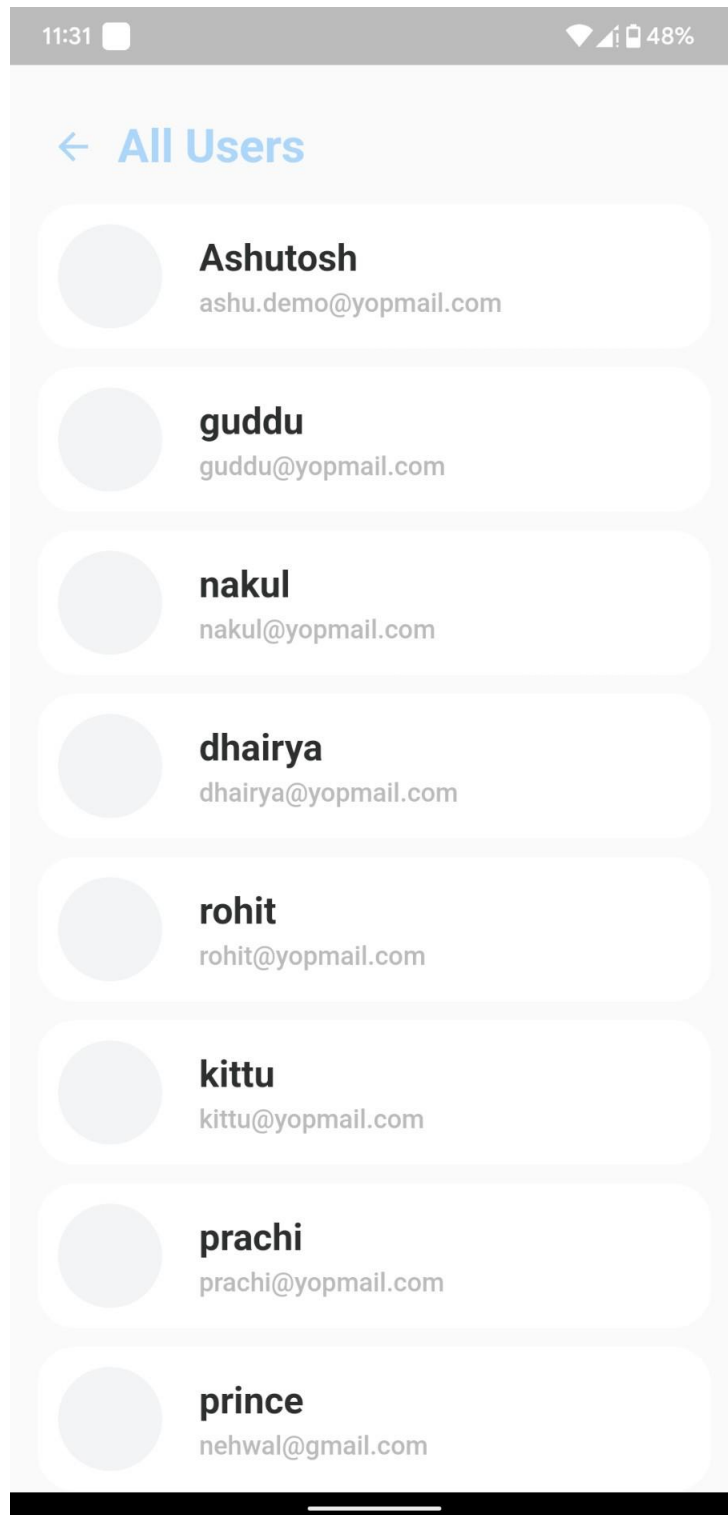 11:31 48%
All Users
Ashutosh
ashu.demo@yopmail.com
guddu
guddu@yopmail.com
nakul
nakul@yopmail.com
dhairya
dhairya@yopmail.com
rohit
rohit@yopmail.com
kittu
kittu@yopmail.com
prachi
prachi@yopmail.com
prince
nehwal@gmail.com